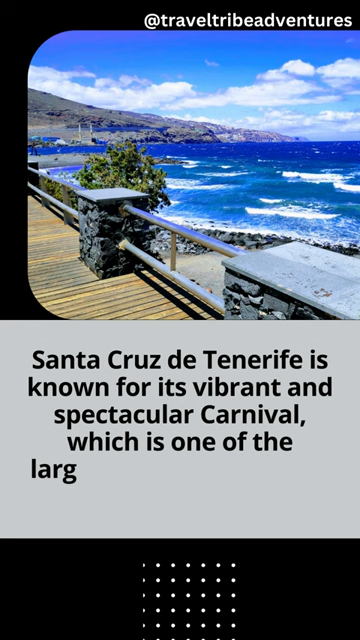 @traveltribeadventures
Santa Cruz de Tenerife is
known for its vibrant and
spectacular Carnival,
which is one of the
larg